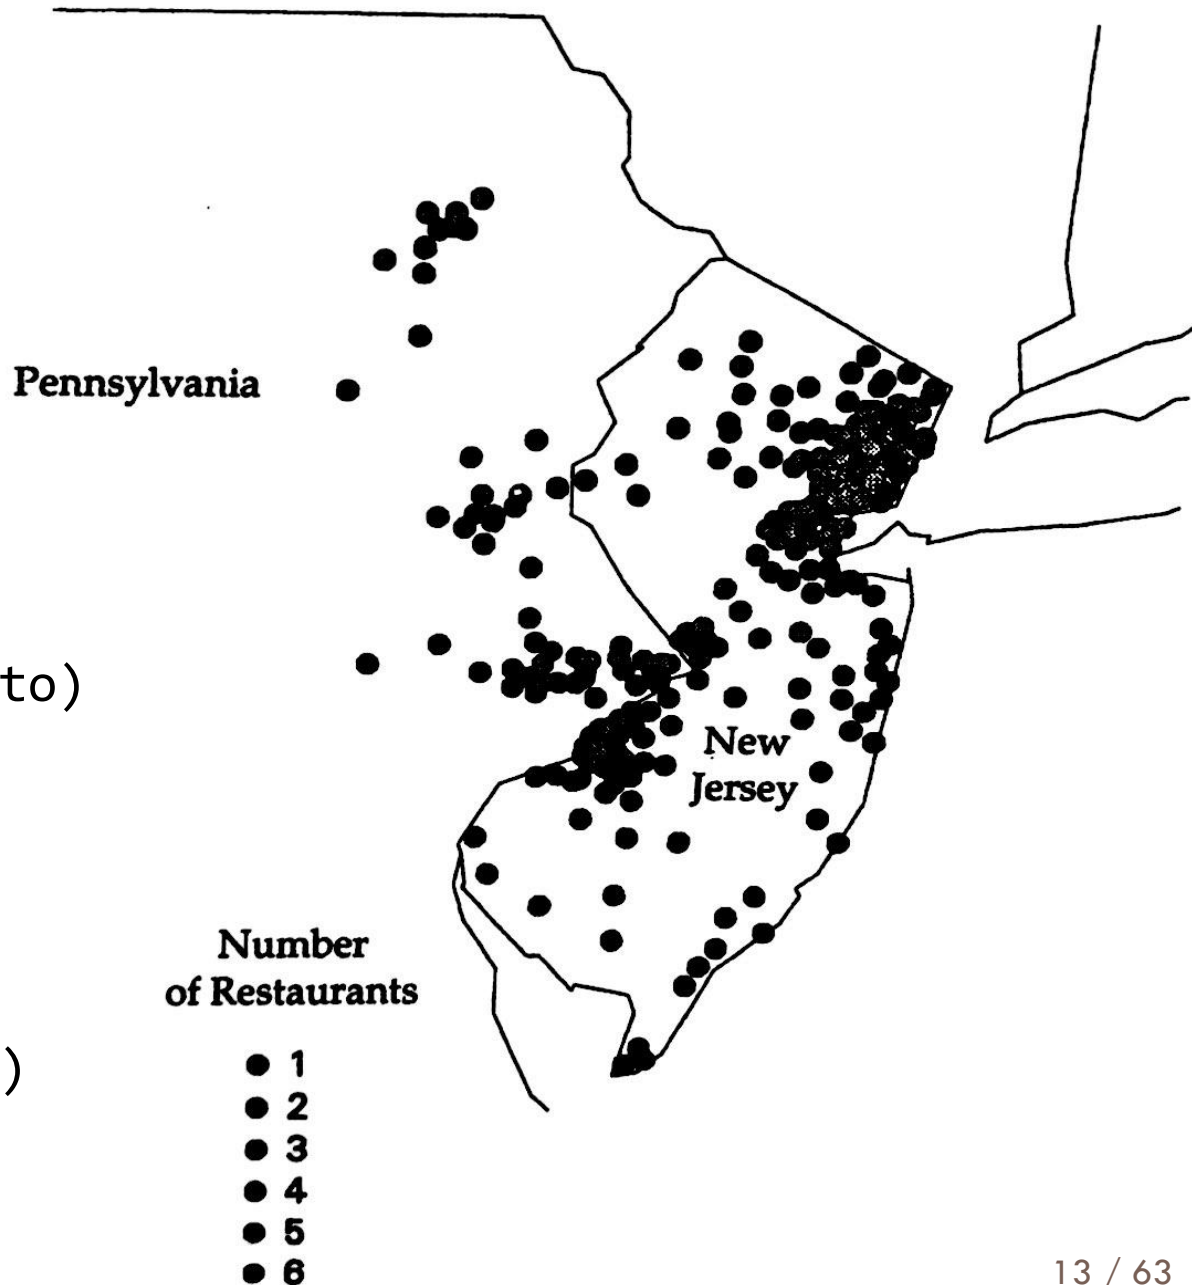 Pennsylvania
to)
New
Jersey
Number
of Restaurants
)
1
2
3
4
5
6
13 / 63